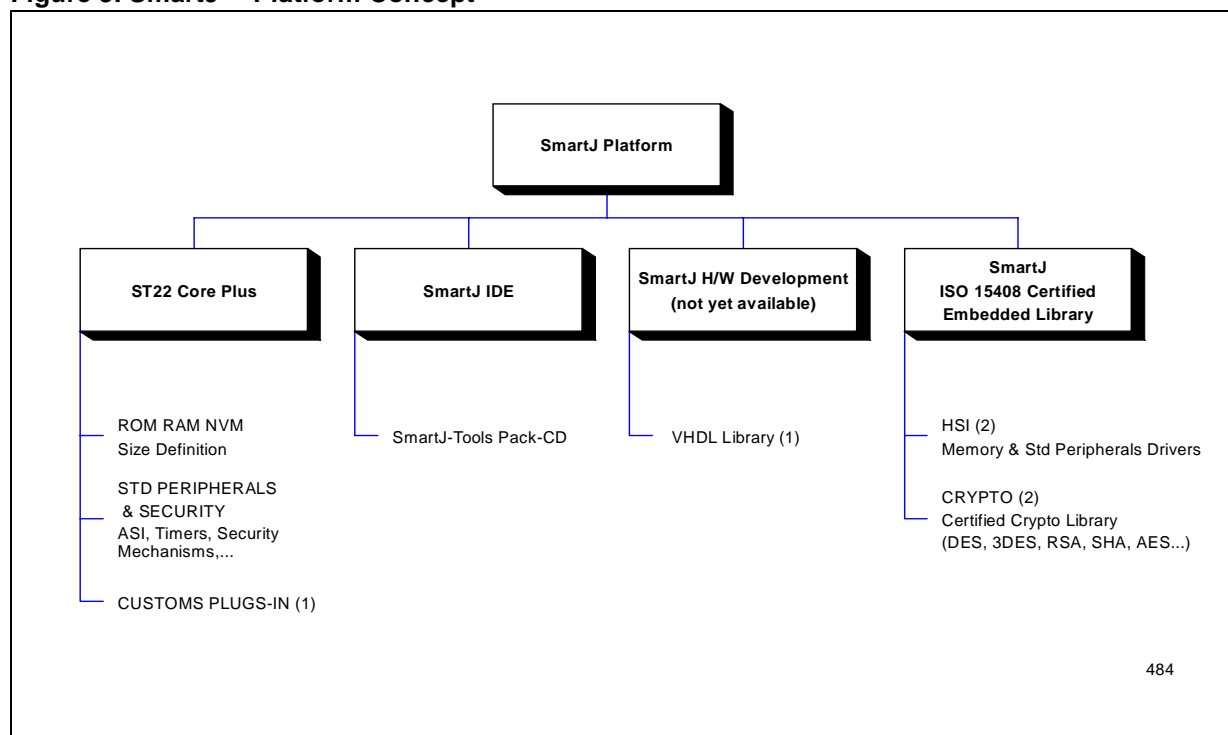 Platform Concept
SmartJ Platform
ST22 Core Plus
SmartJ IDE
SmartJ H/W Development
(not yet available)
SmartJ
ISO 15408 Certified
Embedded Library
ROM RAM NVM
Size Definition
STD PERIPHERALS
& SECURITY
ASI, Timers, Security
Mechanisms,...
CUSTOMS PLUGS-IN (1)
SmartJ-Tools Pack-CD
VHDL Library (1)
HSI (2)
Memory & Std Peripherals Drivers
CRYPTO (2)
Certified Crypto Library
(DES, 3DES, RSA, SHA, AES...)
484